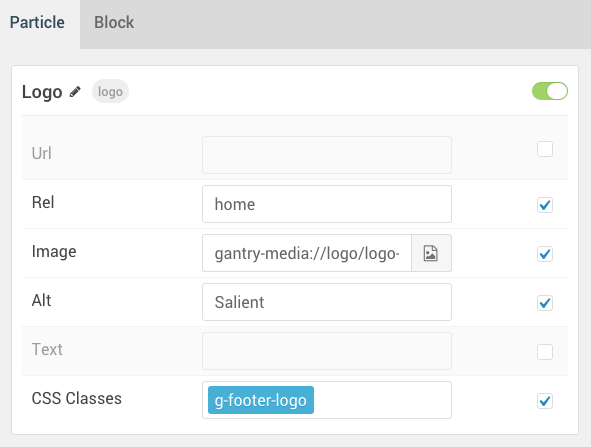 Particle Block
Logo logo
Url
Rel home
Image gantry-media://logo/logo-
Alt Salient
Text
CSS Classes g-footer-logo